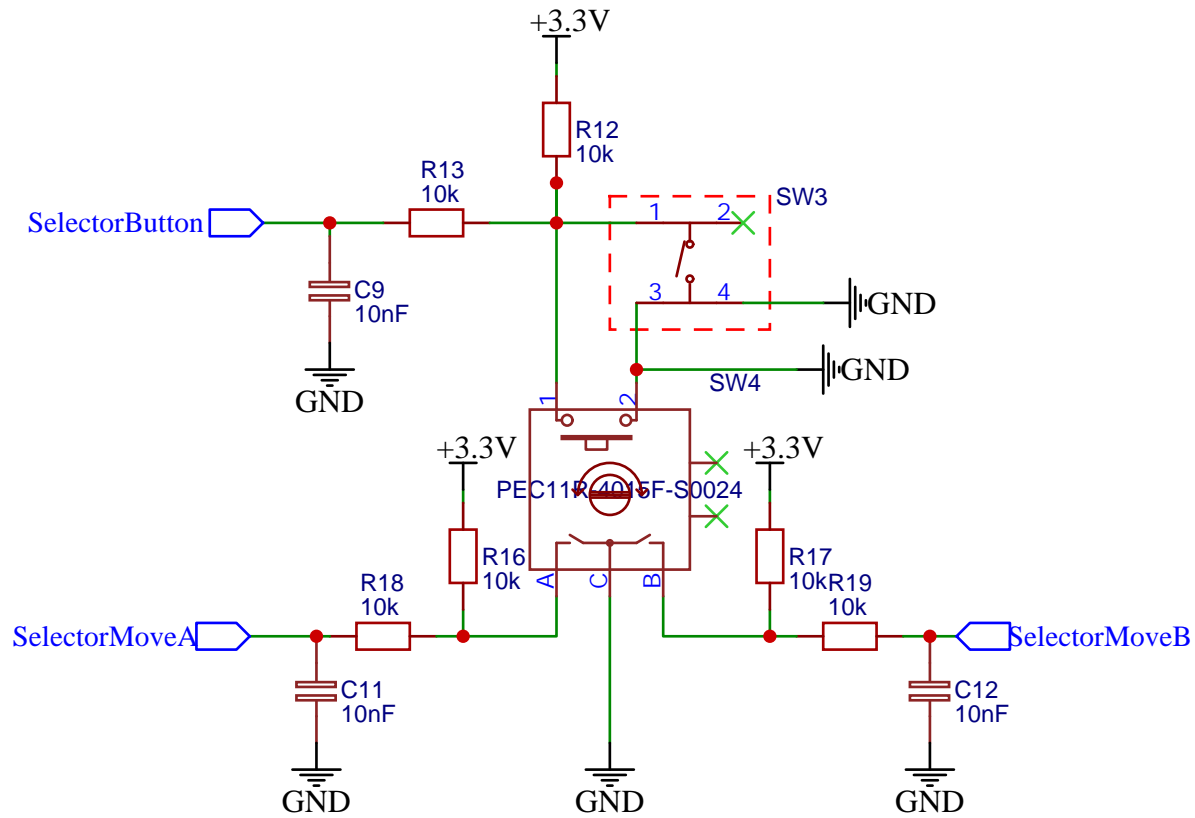 +3.3V
R12
10k
R13
10k
SW3
SelectorButton
1
2
C9
10nF
3
4
GND
GND
GND
SW4
1
2
+3.3V
+3.3V
PEC11R-4015F-S0024
R16
10k
R17
10k
A
C
B
R18
10k
R19
10k
SelectorMoveA
SelectorMoveB
C11
10nF
C12
10nF
GND
GND
GND